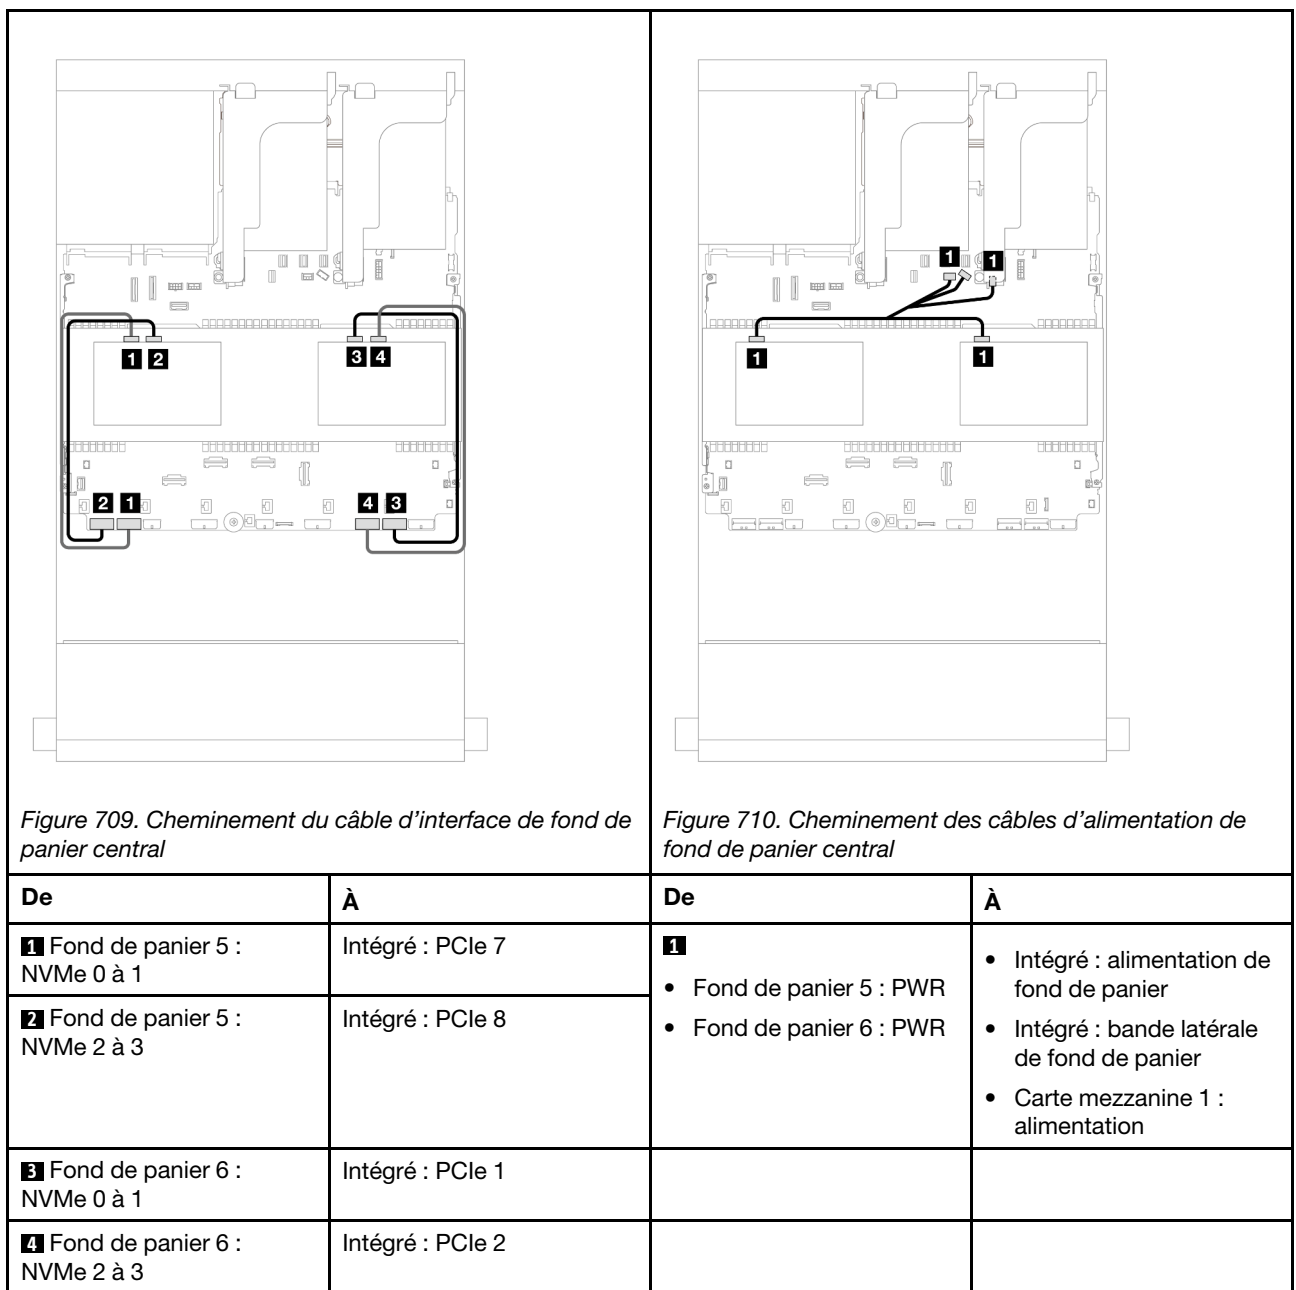 1
1
1 2
3 4
1
1
2 1
4 3
Figure 709. Cheminement du câble d’interface de fond de
panier central
Figure 710. Cheminement des câbles d’alimentation de
fond de panier central
De
À
De
À
1 Fond de panier 5 :
NVMe 0 à 1
Intégré : PCIe 7
1
• Fond de panier 5 : PWR
• Fond de panier 6 : PWR
• Intégré : alimentation de
fond de panier
• Intégré : bande latérale
de fond de panier
• Carte mezzanine 1 :
alimentation
2 Fond de panier 5 :
NVMe 2 à 3
Intégré : PCIe 8
3 Fond de panier 6 :
NVMe 0 à 1
Intégré : PCIe 1
4 Fond de panier 6 :
NVMe 2 à 3
Intégré : PCIe 2